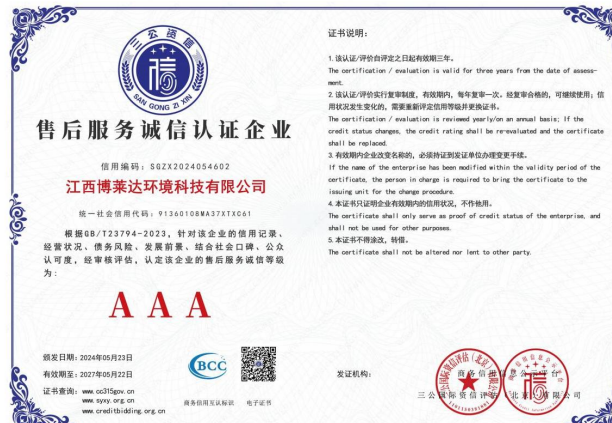 三公资信
信
SAN GONG ZI XIN
售后服务诚信认证企业
信用编码：SGZX2024054602
江西博莱达环境科技有限公司
统一社会信用代码：91360108MA37XTXC61
根据GB/T23794-2023，针对该企业的信用记录、
经营状况、债务风险、发展前景、结合社会口碑、公众
认可度，经审核评估，认定该企业的售后服务诚信等级
为：
AAA
颁发日期：2024年05月23日
有效期至：2027年05月22日
证书查询：www.cc315gov.cn
www.syxy.org.cn
www.creditbidding.org.cn
BCC
商务信用互认标识
电子证书
证书说明：
1. 该认证/评价自评定之日起有效期三年。
The certification / evaluation is valid for three years from the date of assess-
ment.
2. 该认证/评价实行复审制度，有效期内，每年复审一次。经复审合格的，可继续使用；信
用状况发生变化的，需要重新评定信用等级并更换证书。
The certification / evaluation is reviewed yearly/on an annual basis; If the
credit status changes, the credit rating shall be re-evaluated and the certificate
shall be replaced.
3. 有效期内企业改变名称的，必须持证到发证单位办理变更手续。
If the name of the enterprise has been modified within the validity period of the
certificate, the person in charge is required to bring the certificate to the
issuing unit for the change procedure.
4. 本证书只证明企业有效期内的信用状况，不作他用。
The certificate shall only serve as proof of credit status of the enterprise, and
shall not be used for other purposes.
5. 本证书不得涂改，转借。
The certificate shall not be altered nor lent to other party.
发证机构：
商务信用信息公示平台
三公国际资信评估（北京）有限公司